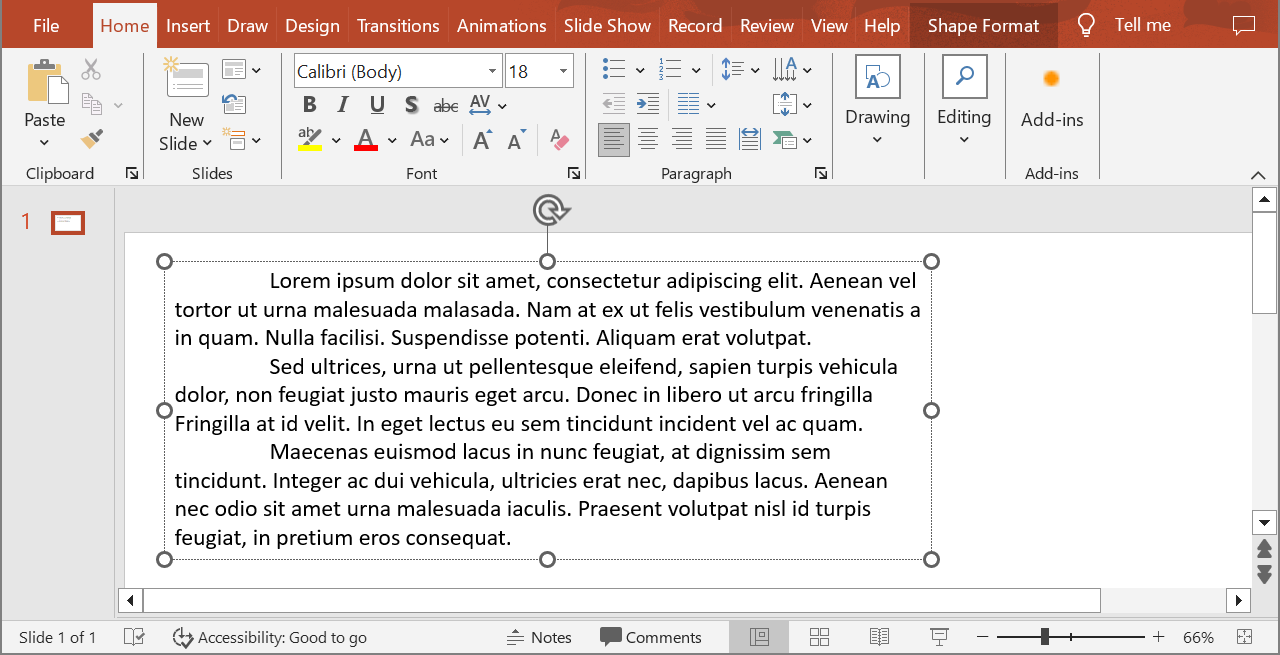 File Home Insert Draw Design Transitions Animations Slide Show Record Review View Help Shape Format Tell me
Calibri (Body) 18
B I U S abc AV
Paste New Slide Drawing Editing Add-ins
ab A Aa A A A
Clipboard Slides Font Paragraph Add-ins
1
Lorem ipsum dolor sit amet, consectetur adipiscing elit. Aenean vel
tortor ut urna malesuada malasada. Nam at ex ut felis vestibulum venenatis a
in quam. Nulla facilisi. Suspendisse potenti. Aliquam erat volutpat.
Sed ultrices, urna ut pellentesque eleifend, sapien turpis vehicula
dolor, non feugiat justo mauris eget arcu. Donec in libero ut arcu fringilla
Fringilla at id velit. In eget lectus eu sem tincidunt incident vel ac quam.
Maecenas euismod lacus in nunc feugiat, at dignissim sem
tincidunt. Integer ac dui vehicula, ultricies erat nec, dapibus lacus. Aenean
nec odio sit amet urna malesuada iaculis. Praesent volutpat nisl id turpis
feugiat, in pretium eros consequat.
Slide 1 of 1 Accessibility: Good to go Notes Comments 66%